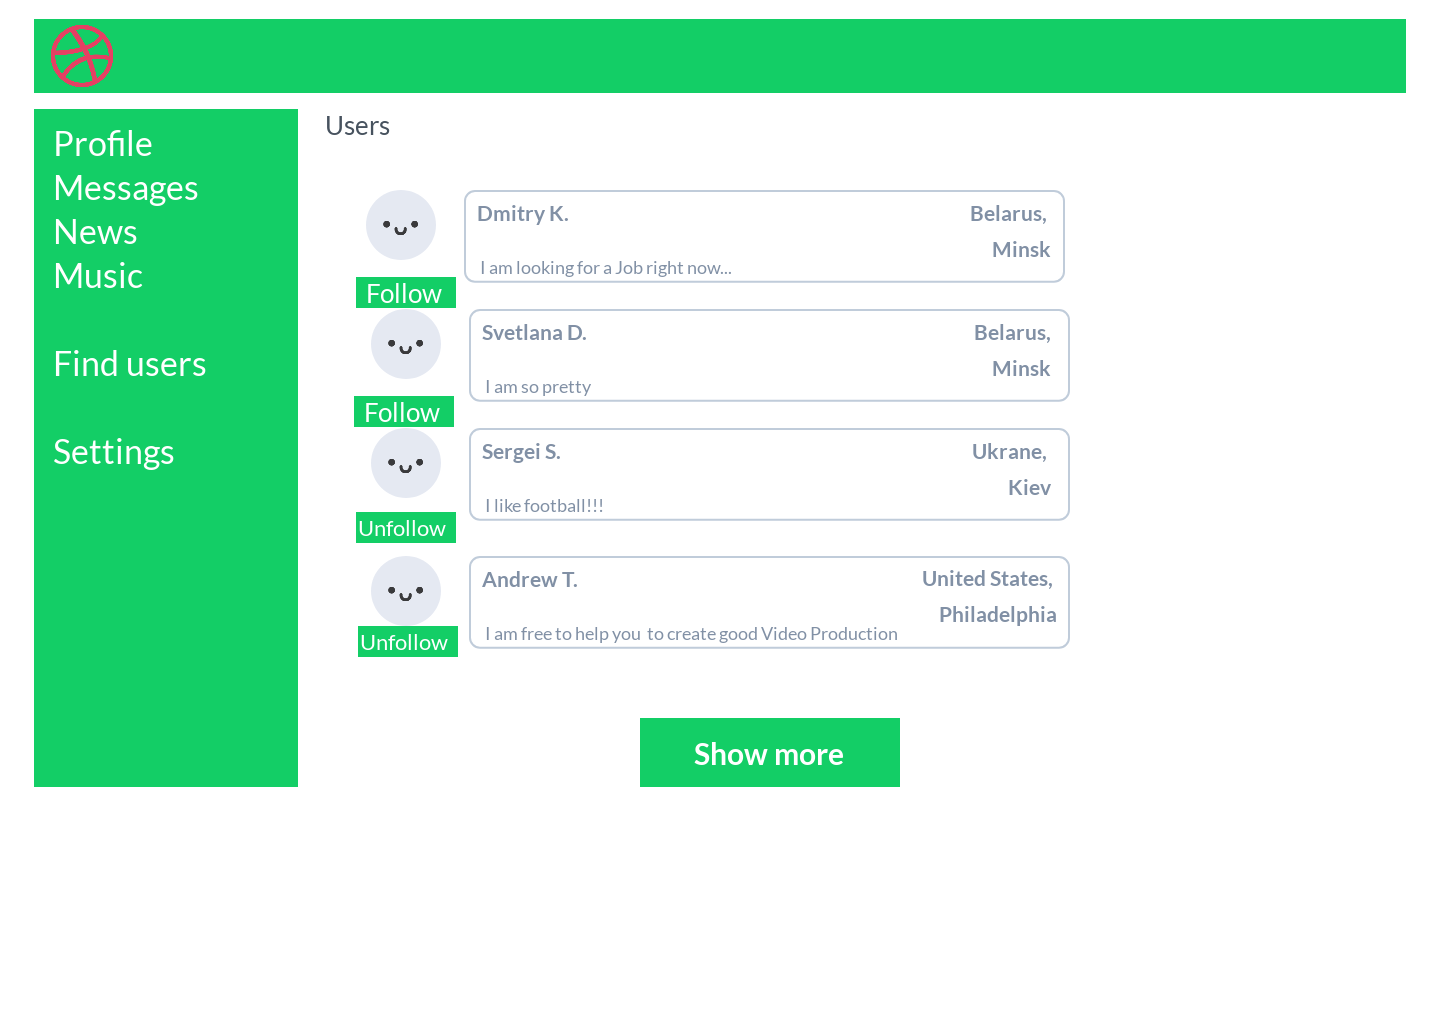 Profile
Messages
News
Music
Find users
Settings
Users
Dmitry K.
Belarus,
Minsk
I am looking for a Job right now...
Follow
Svetlana D.
Belarus,
Minsk
I am so pretty
Follow
Sergei S.
Ukrane,
Kiev
I like football!!!
Unfollow
Andrew T.
United States,
Philadelphia
I am free to help you  to create good Video Production
Unfollow
Show more